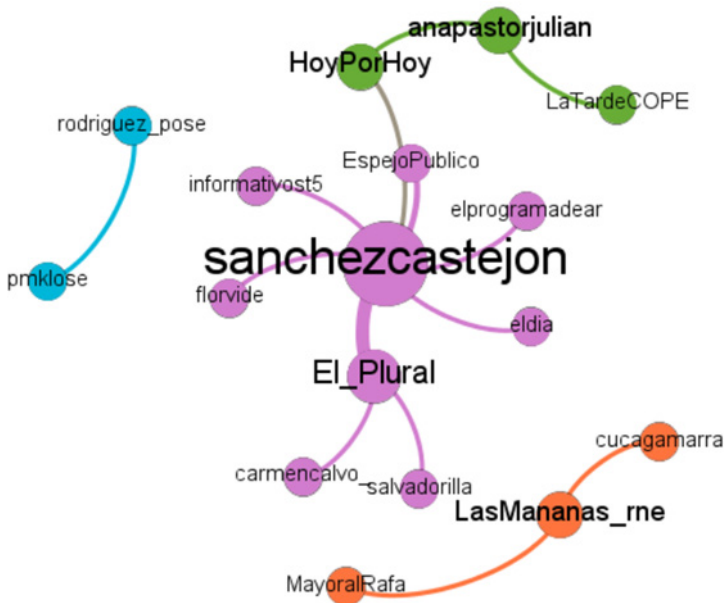 anapastorjulian
HoyPorHoy
LaTardeCOPE
rodriguez_pose
EspejoPublico
informativost5
elprogramadear
sanchezcastejon
pmklose
florvide
eldia
El_Plural
cucagamarra
carmencalvo_
salvadorilla
LasMananas_rne
MayoralRafa